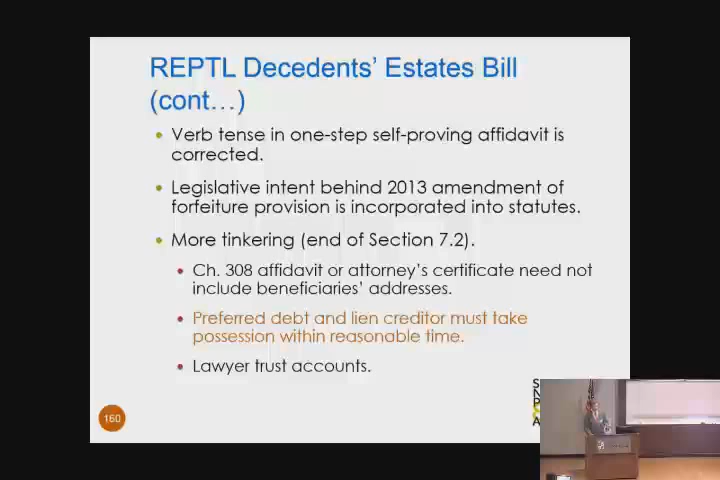 REPTL Decedents' Estates Bill
(cont…)
• Verb tense in one-step self-proving affidavit is
corrected.
• Legislative intent behind 2013 amendment of
forfeiture provision is incorporated into statutes.
• More tinkering (end of Section 7.2).
• Ch. 308 affidavit or attorney's certificate need not
include beneficiaries' addresses.
• Preferred debt and lien creditor must take
possession within reasonable time.
• Lawyer trust accounts.
160